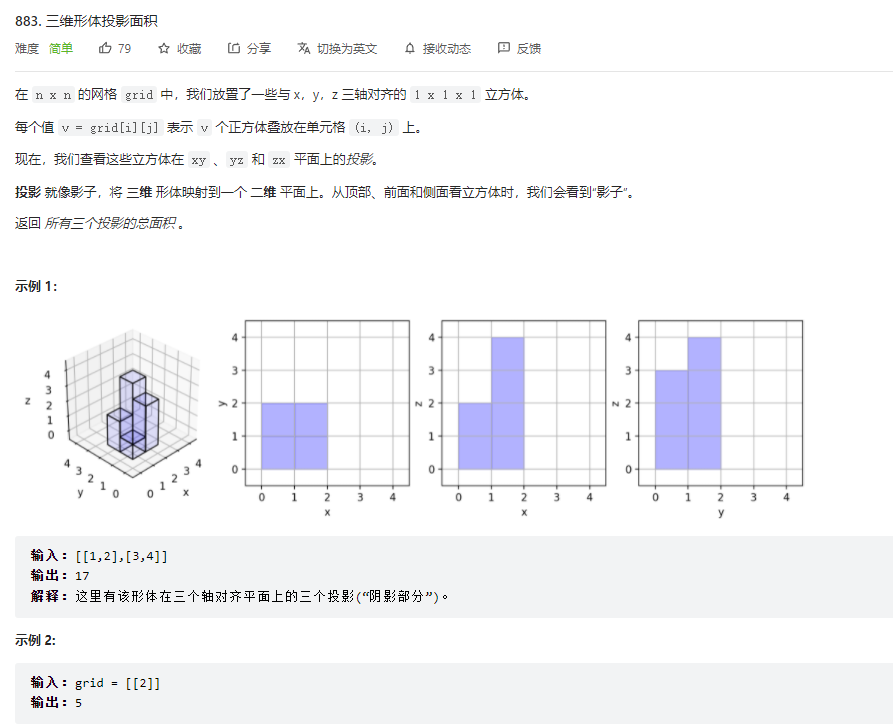 883. 三维形体投影面积
难度 简单 79 收藏 分享 切换为英文 接收动态 反馈
在 n x n 的网格 grid 中，我们放置了一些与 x，y，z 三轴对齐的 1 x 1 x 1 立方体。
每个值 v = grid[i][j] 表示 v 个正方体叠放在单元格 (i, j) 上。
现在，我们查看这些立方体在 xy 、yz 和 zx 平面上的投影。
投影 就像影子，将 三维 形体映射到一个 二维 平面上。从顶部、前面和侧面看立方体时，我们会看到“影子”。
返回 所有三个投影的总面积 。
示例 1：
z 4 3 2 1 0
4 3 2 1 0 y
0 1 2 3 4 x
y 4 3 2 1 0
0 1 2 3 4
x
z 4 3 2 1 0
0 1 2 3 4
x
z 4 3 2 1 0
0 1 2 3 4
y
输入：[[1,2],[3,4]]
输出：17
解释：这里有该形体在三个轴对齐平面上的三个投影(“阴影部分”)。
示例 2:
输入：grid = [[2]]
输出：5